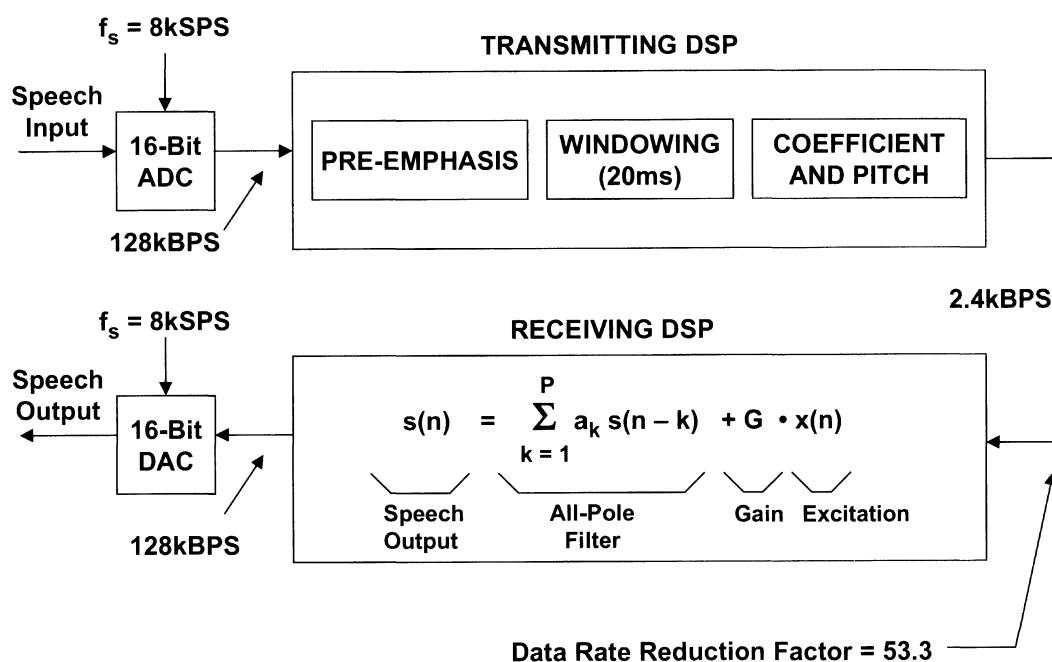 f_s = 8kSPS
TRANSMITTING DSP
Speech
Input
16-Bit
ADC
PRE-EMPHASIS
WINDOWING
(20ms)
COEFFICIENT
AND PITCH
128kBPS
2.4kBPS
f_s = 8kSPS
RECEIVING DSP
Speech
Output
16-Bit
DAC
s(n) = P Σ k = 1 a_k s(n – k) + G • x(n)
Speech
Output
All-Pole
Filter
Gain
Excitation
128kBPS
Data Rate Reduction Factor = 53.3